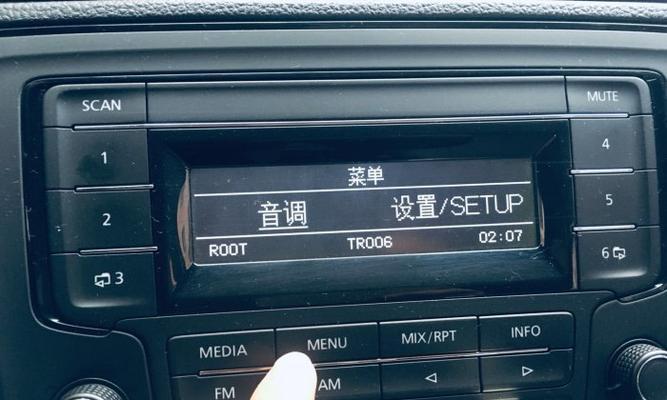 SCAN
MUTE
1
菜单
4
2
音调 设置/SETUP
5
ROOT TR006 02:07
3
6
MEDIA MENU MIX/RPT INFO
FM AM